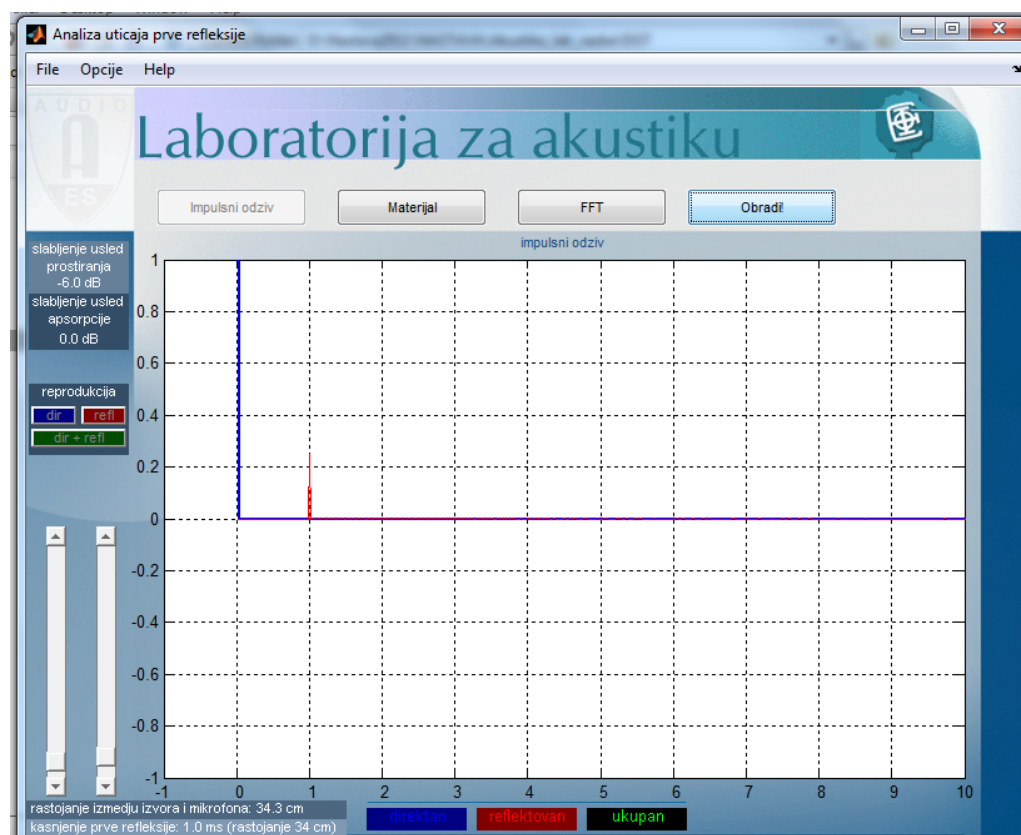 Analiza uticaja prve refleksije
File Opcije Help
AUDIO
A
ES
Laboratorija za akustiku
Impulsni odziv
Materijal
FFT
Obradi!
impulsni odziv
slabljenje usled
prostiranja
-6.0 dB
slabljenje usled
apsorpcije
0.0 dB
reprodukcija
dir refl
dir + refl
1
0.8
0.6
0.4
0.2
0
-0.2
-0.4
-0.6
-0.8
-1
-1 0 1 2 3 4 5 6 7 8 9 10
rastojanje izmedju izvora i mikrofona: 34.3 cm
kasnjenje prve refleksije: 1.0 ms (rastojanje 34 cm)
direktan reflektovan ukupan